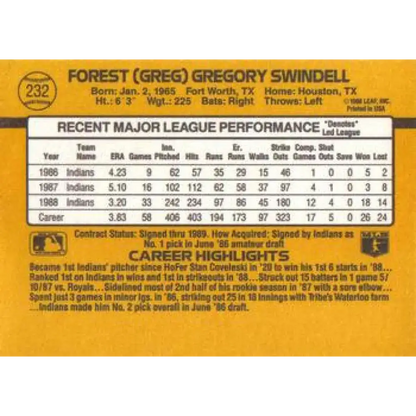 232
FOREST (GREG) GREGORY SWINDELL
Born: Jan. 2, 1965 Fort Worth, TX Home: Houston, TX
Ht.: 6' 3" Wgt.: 225 Bats: Right Throws: Left
©1988 LEAF, INC.
Printed in USA
RECENT MAJOR LEAGUE PERFORMANCE "Denotes" Led League
Year Team Name ERA Games Inn. Pitched Hits Runs Er. Runs Walks Strike Outs Comp. Games Shut Outs Save Won Lost
1986 Indians 4.23 9 62 57 35 29 15 46 1 0 0 5 2
1987 Indians 5.10 16 102 112 62 58 37 97 4 1 0 3 8
1988 Indians 3.20 33 242 234 97 86 45 180 12 4 0 18 14
Career 3.83 58 406 403 194 173 97 323 17 5 0 26 24
Contract Status: Signed thru 1989. How Acquired: Signed by Indians as
No. 1 pick in June '86 amateur draft
CAREER HIGHLIGHTS
Became 1st Indians' pitcher since HoFer Stan Coveleski in '20 to win his 1st 6 starts in '88...
Ranked 1st on Indians in wins and 1st in strikeouts in '88... Struck out 15 batters in 1 game 5/
10/87 vs. Royals... Sidelined most of 2nd half of his rookie season in '87 with a sore elbow...
Spent just 3 games in minor lgs. in '86, striking out 25 in 18 innings with Tribe's Waterloo farm...
Indians made him No. 2 pick overall in June '86 draft.